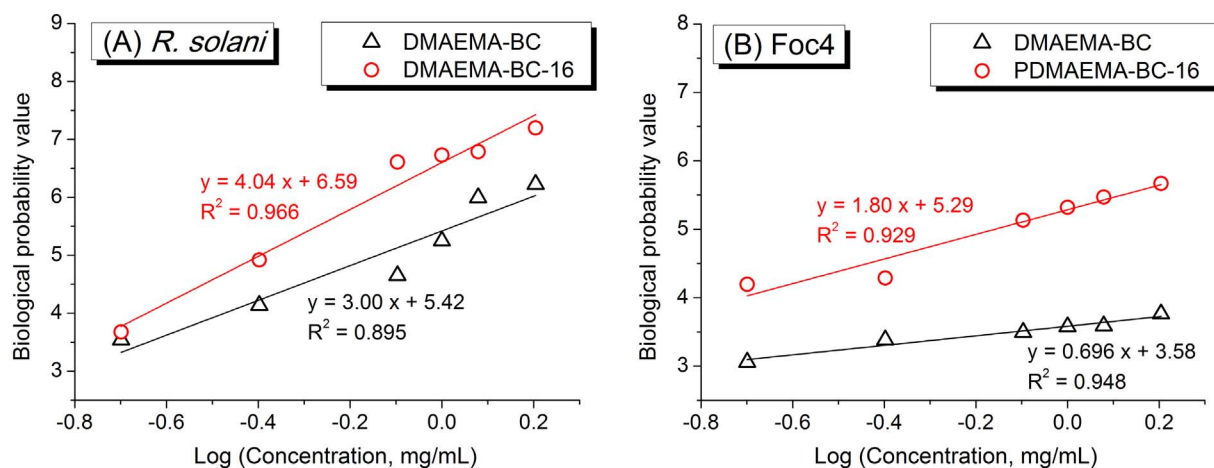 (A) R. solani
DMAEMA-BC
DMAEMA-BC-16
Biological probability value
9
8
7
6
5
4
3
y = 4.04 x + 6.59
R² = 0.966
y = 3.00 x + 5.42
R² = 0.895
-0.8
-0.6
-0.4
-0.2
0.0
0.2
Log (Concentration, mg/mL)
(B) Foc4
DMAEMA-BC
PDMAEMA-BC-16
Biological probability value
8
7
6
5
4
3
y = 1.80 x + 5.29
R² = 0.929
y = 0.696 x + 3.58
R² = 0.948
-0.8
-0.6
-0.4
-0.2
0.0
0.2
Log (Concentration, mg/mL)